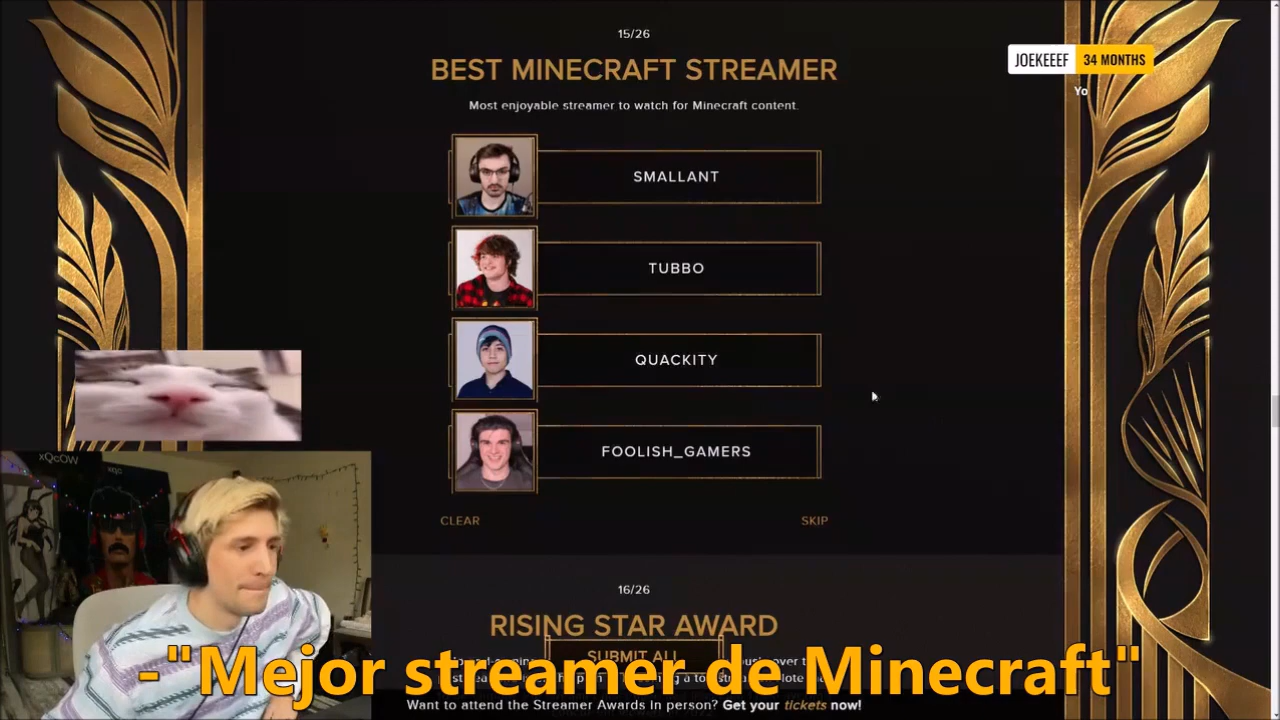 15/26
BEST MINECRAFT STREAMER
Most enjoyable streamer to watch for Minecraft content.
JOEKEEEF 34 MONTHS
Yo
SMALLANT
TUBBO
QUACKITY
FOOLISH_GAMERS
CLEAR SKIP
xQcOW
xqc
16/26
RISING STAR AWARD
SUBMIT ALL
- "Mejor streamer de Minecraft"
Want to attend the Streamer Awards In person? Get your tickets now!